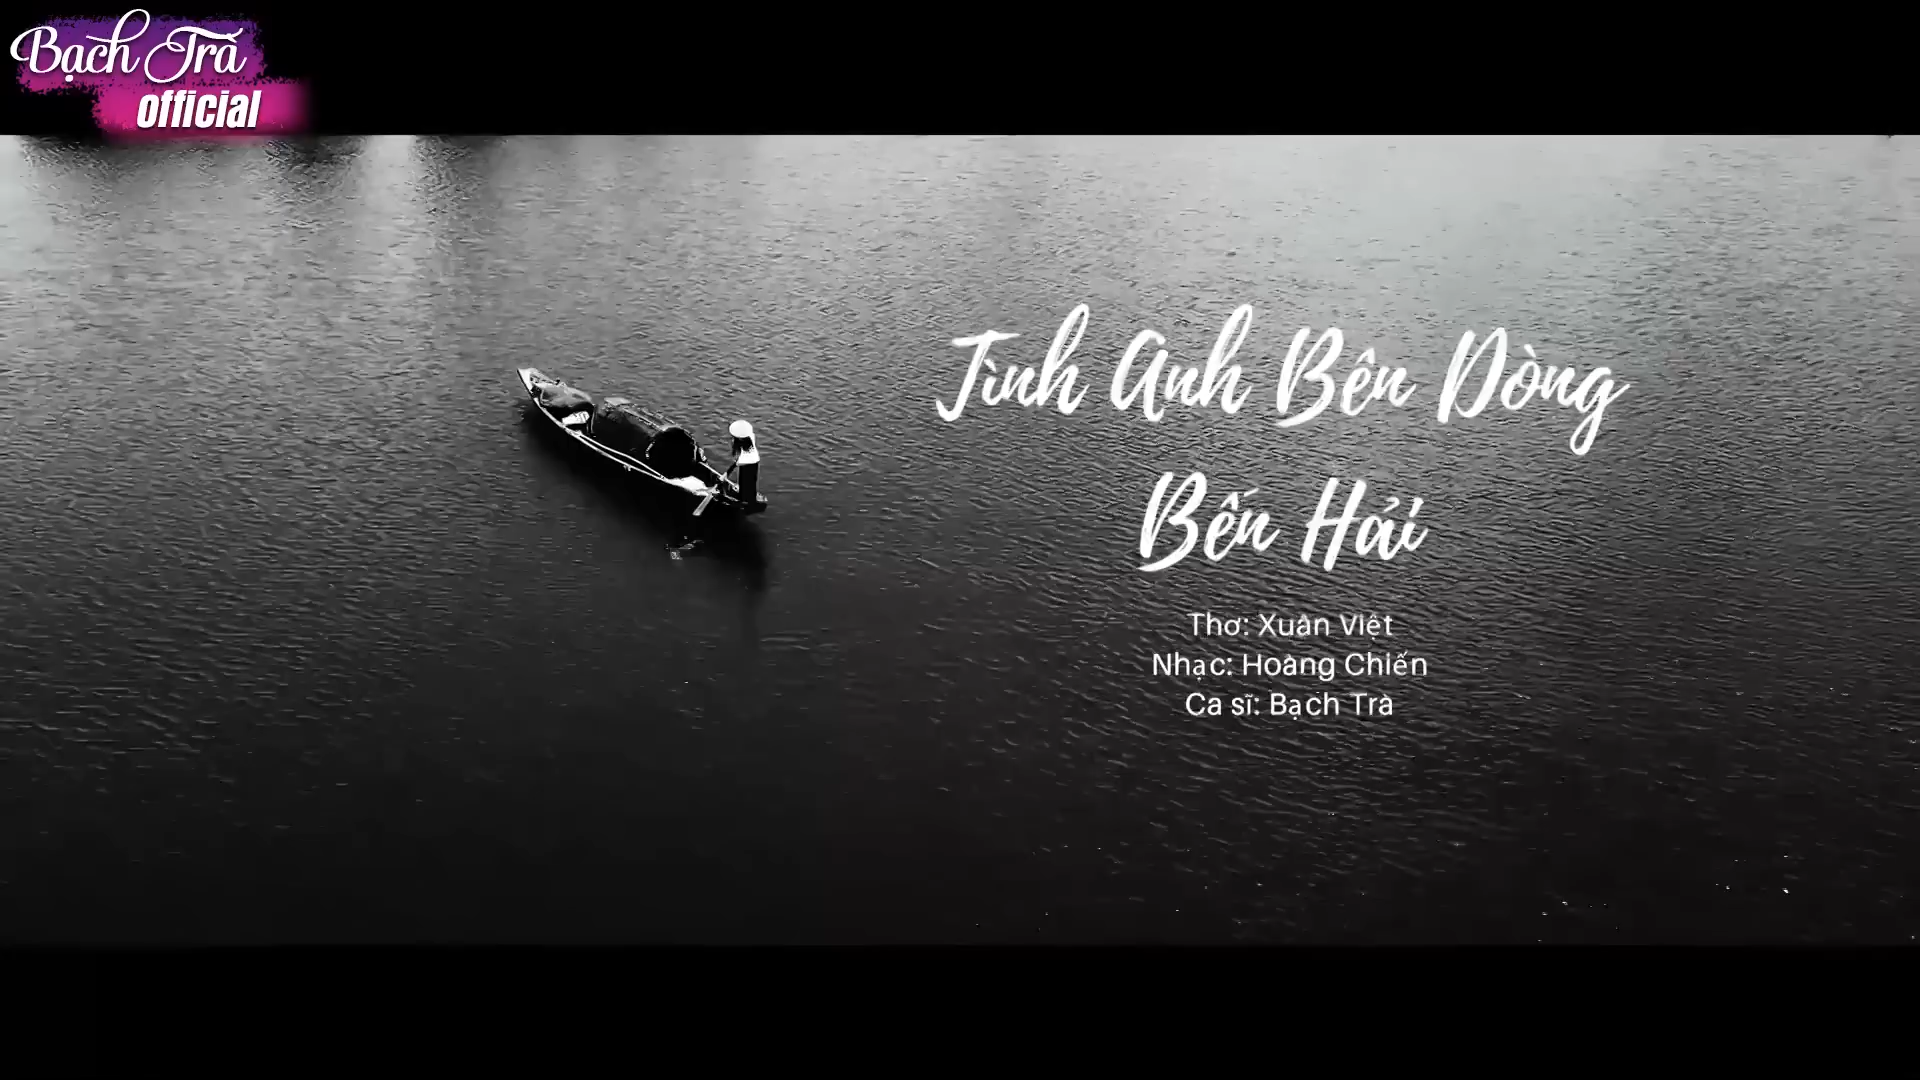 Bạch Trà
official
Tình Anh Bên Dòng
Bến Hải
Thơ: Xuân Việt
Nhạc: Hoàng Chiến
Ca sĩ: Bạch Trà